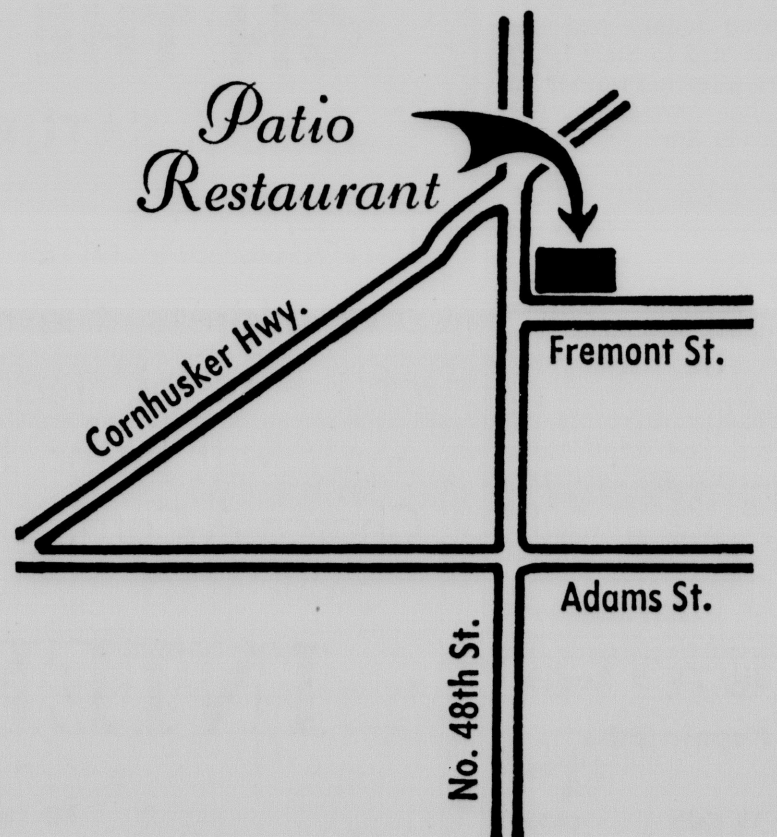 Patio
Restaurant
Cornhusker Hwy.
Fremont St.
Adams St.
No. 48th St.